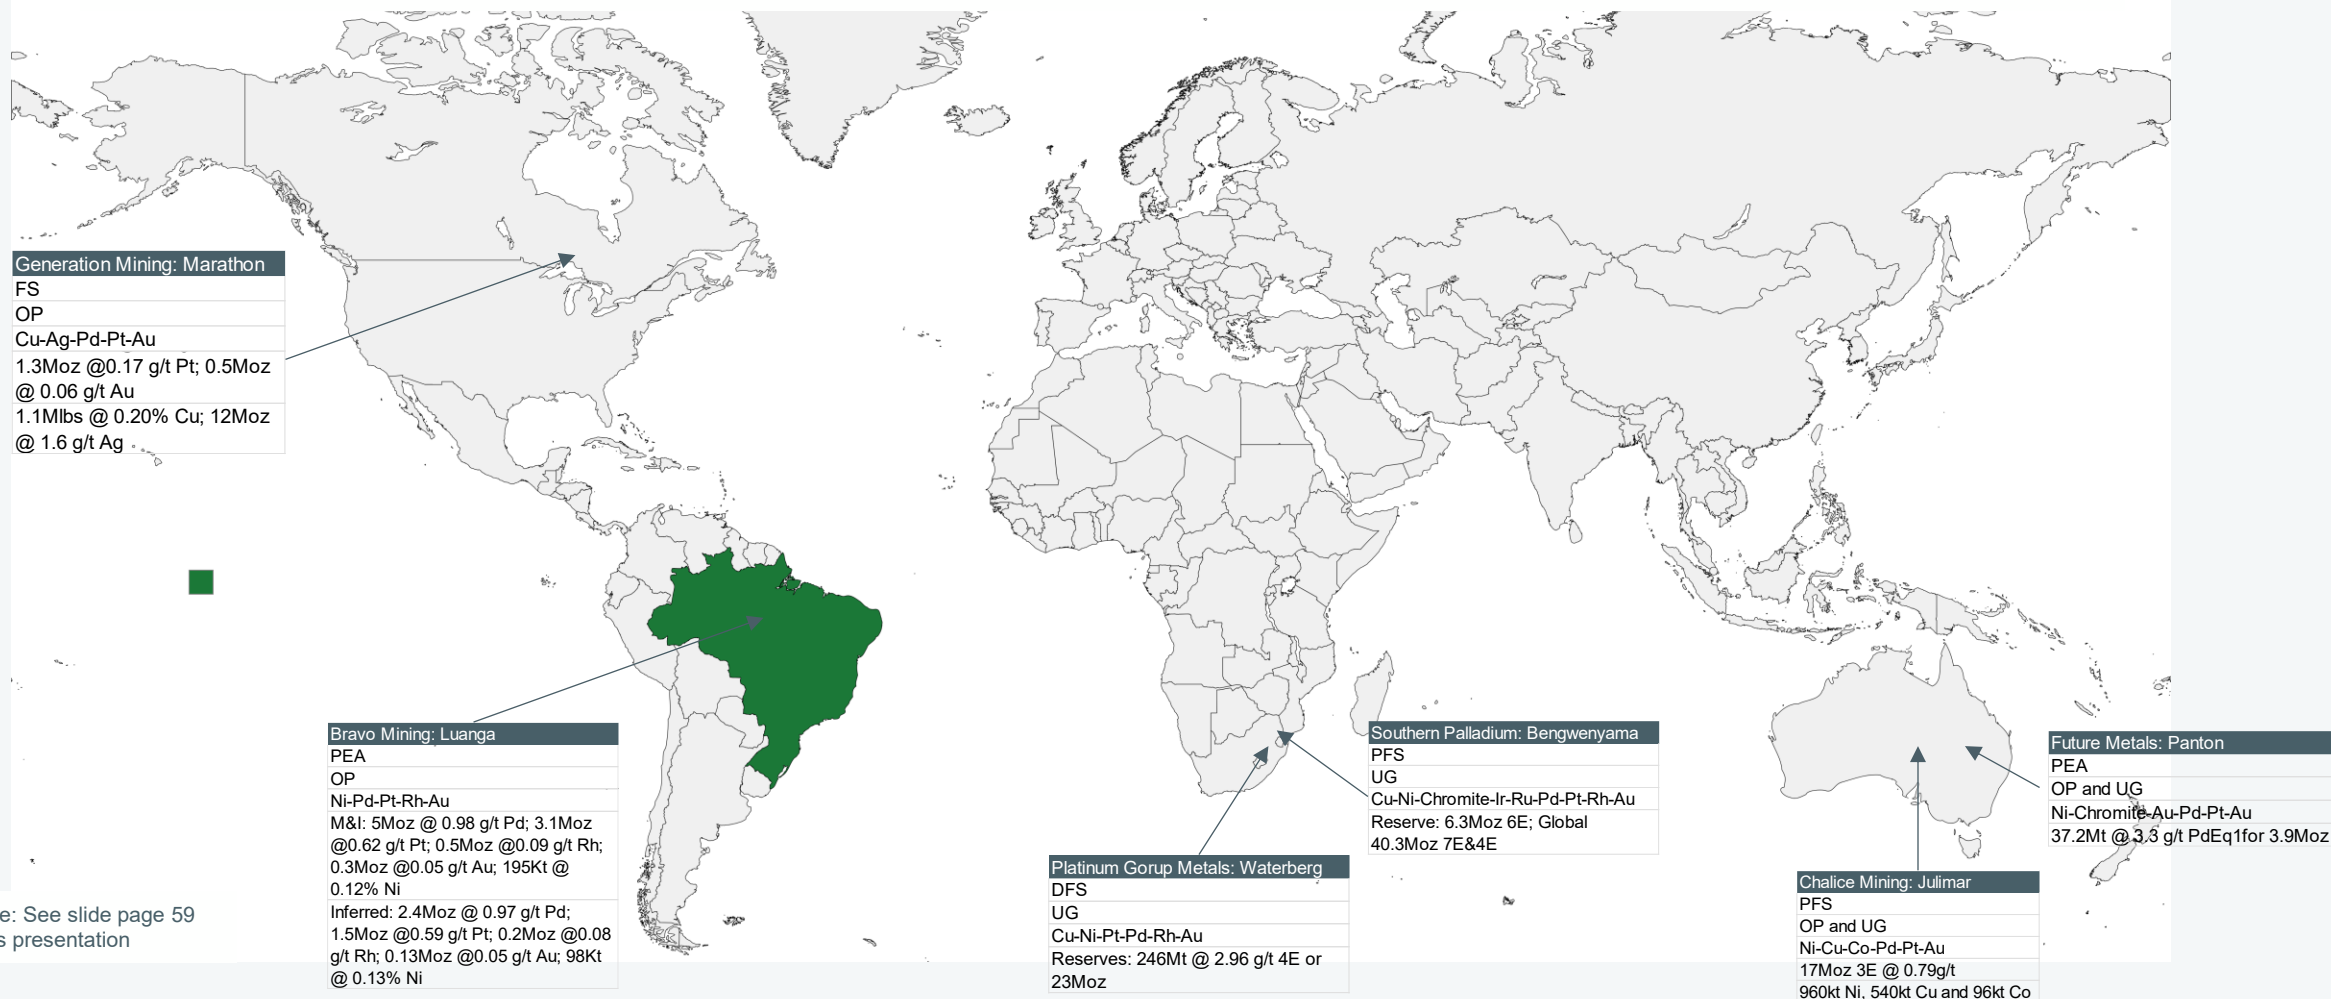 Generation Mining: Marathon
FS
OP
Cu-Ag-Pd-Pt-Au
1.3Moz @0.17 g/t Pt; 0.5Moz
@ 0.06 g/t Au
1.1Mlbs @ 0.20% Cu; 12Moz
@ 1.6 g/t Ag
Bravo Mining: Luanga
PEA
OP
Ni-Pd-Pt-Rh-Au
M&I: 5Moz @ 0.98 g/t Pd; 3.1Moz
@0.62 g/t Pt; 0.5Moz @0.09 g/t Rh;
0.3Moz @0.05 g/t Au; 195Kt @
0.12% Ni
Inferred: 2.4Moz @ 0.97 g/t Pd;
1.5Moz @0.59 g/t Pt; 0.2Moz @0.08
g/t Rh; 0.13Moz @0.05 g/t Au; 98Kt
@ 0.13% Ni
Southern Palladium: Bengwenyama
PFS
UG
Cu-Ni-Chromite-Ir-Ru-Pd-Pt-Rh-Au
Reserve: 6.3Moz 6E; Global
40.3Moz 7E&4E
Platinum Gorup Metals: Waterberg
DFS
UG
Cu-Ni-Pt-Pd-Rh-Au
Reserves: 246Mt @ 2.96 g/t 4E or
23Moz
Future Metals: Panton
PEA
OP and UG
Ni-Chromite-Au-Pd-Pt-Au
37.2Mt @ 3.3 g/t PdEq1for 3.9Moz
Chalice Mining: Julimar
PFS
OP and UG
Ni-Cu-Co-Pd-Pt-Au
17Moz 3E @ 0.79g/t
960kt Ni, 540kt Cu and 96kt Co
e: See slide page 59
s presentation